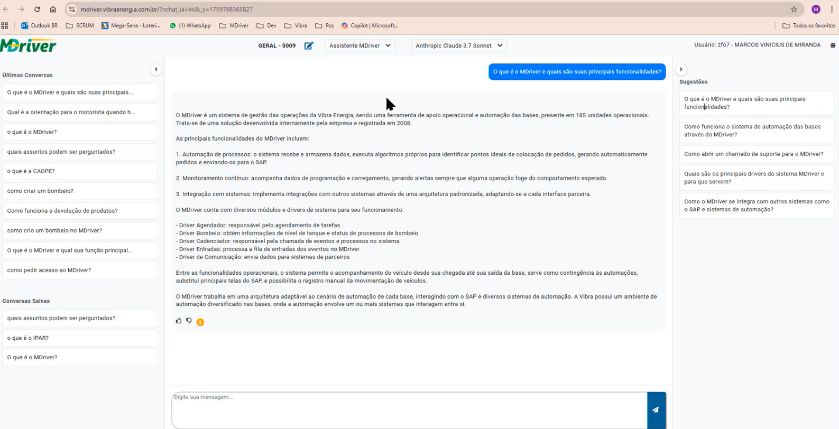 mdriver.vibraenergia.com.br/?nchat_ia=ini&_s=1759768365827
M
Outlook BR
SCRUM
Mega-Sena - Loteri...
(1) WhatsApp
MDriver
Dev
Vibra
Pos
Copilot | Microsoft...
Todos os favoritos
MDriver
GERAL - 5009
Assistente MDriver
Anthropic Claude 3.7 Sonnet
Usuário: zfo7 - MARCOS VINICIUS DE MIRANDA
Últimas Conversas
O que é o MDriver e quais são suas principais...
Qual é a orientação para o motorista quando h...
o que é o MDriver?
quais assuntos podem ser perguntados?
o que é a CAOPE?
como criar um bombeio?
Como funciona a devolução de produtos?
como crio um bombeio no MDriver?
O que é o MDriver e qual sua função principal...
como pedir acesso ao MDriver?
Conversas Salvas
quais assuntos podem ser perguntados?
o que é o IPAR?
O que é o MDriver?
O que é o MDriver e quais são suas principais funcionalidades?
O MDriver é um sistema de gestão das operações da Vibra Energia, sendo uma ferramenta de apoio operacional e automação das bases, presente em 185 unidades operacionais.
Trata-se de uma solução desenvolvida internamente pela empresa e registrada em 2008.
As principais funcionalidades do MDriver incluem:
1. Automação de processos: o sistema recebe e armazena dados, executa algoritmos próprios para identificar pontos ideais de colocação de pedidos, gerando automaticamente
pedidos e enviando-os para o SAP.
2. Monitoramento contínuo: acompanha dados de programação e carregamento, gerando alertas sempre que alguma operação foge do comportamento esperado.
3. Integração com sistemas: implementa integrações com outros sistemas através de uma arquitetura padronizada, adaptando-se a cada interface parceira.
O MDriver conta com diversos módulos e drivers de sistema para seu funcionamento:
- Driver Agendador: responsável pelo agendamento de tarefas
- Driver Bombeio: obtém informações de nível de tanque e status de processos de bombeio
- Driver Cadenciador: responsável pela chamada de eventos e processos no sistema
- Driver Entradas: processa a fila de entradas dos eventos no MDriver
- Driver de Comunicação: envia dados para sistemas de parceiros
Entre as funcionalidades operacionais, o sistema permite o acompanhamento do veículo desde sua chegada até sua saída da base, serve como contingência às automações,
substitui principais telas do SAP, e possibilita o registro manual da movimentação de veículos.
O MDriver trabalha em uma arquitetura adaptável ao cenário de automação de cada base, interagindo com o SAP e diversos sistemas de automação. A Vibra possui um ambiente de
automação diversificado nas bases, onde a automação envolve um ou mais sistemas que interagem entre si.
Digite sua mensagem...
Sugestões
O que é o MDriver e quais são suas principais
funcionalidades?
Como funciona o sistema de automação das bases
através do MDriver?
Como abrir um chamado de suporte para o MDriver?
Quais são os principais drivers do sistema MDriver e
para que servem?
Como o MDriver se integra com outros sistemas como
o SAP e sistemas de automação?